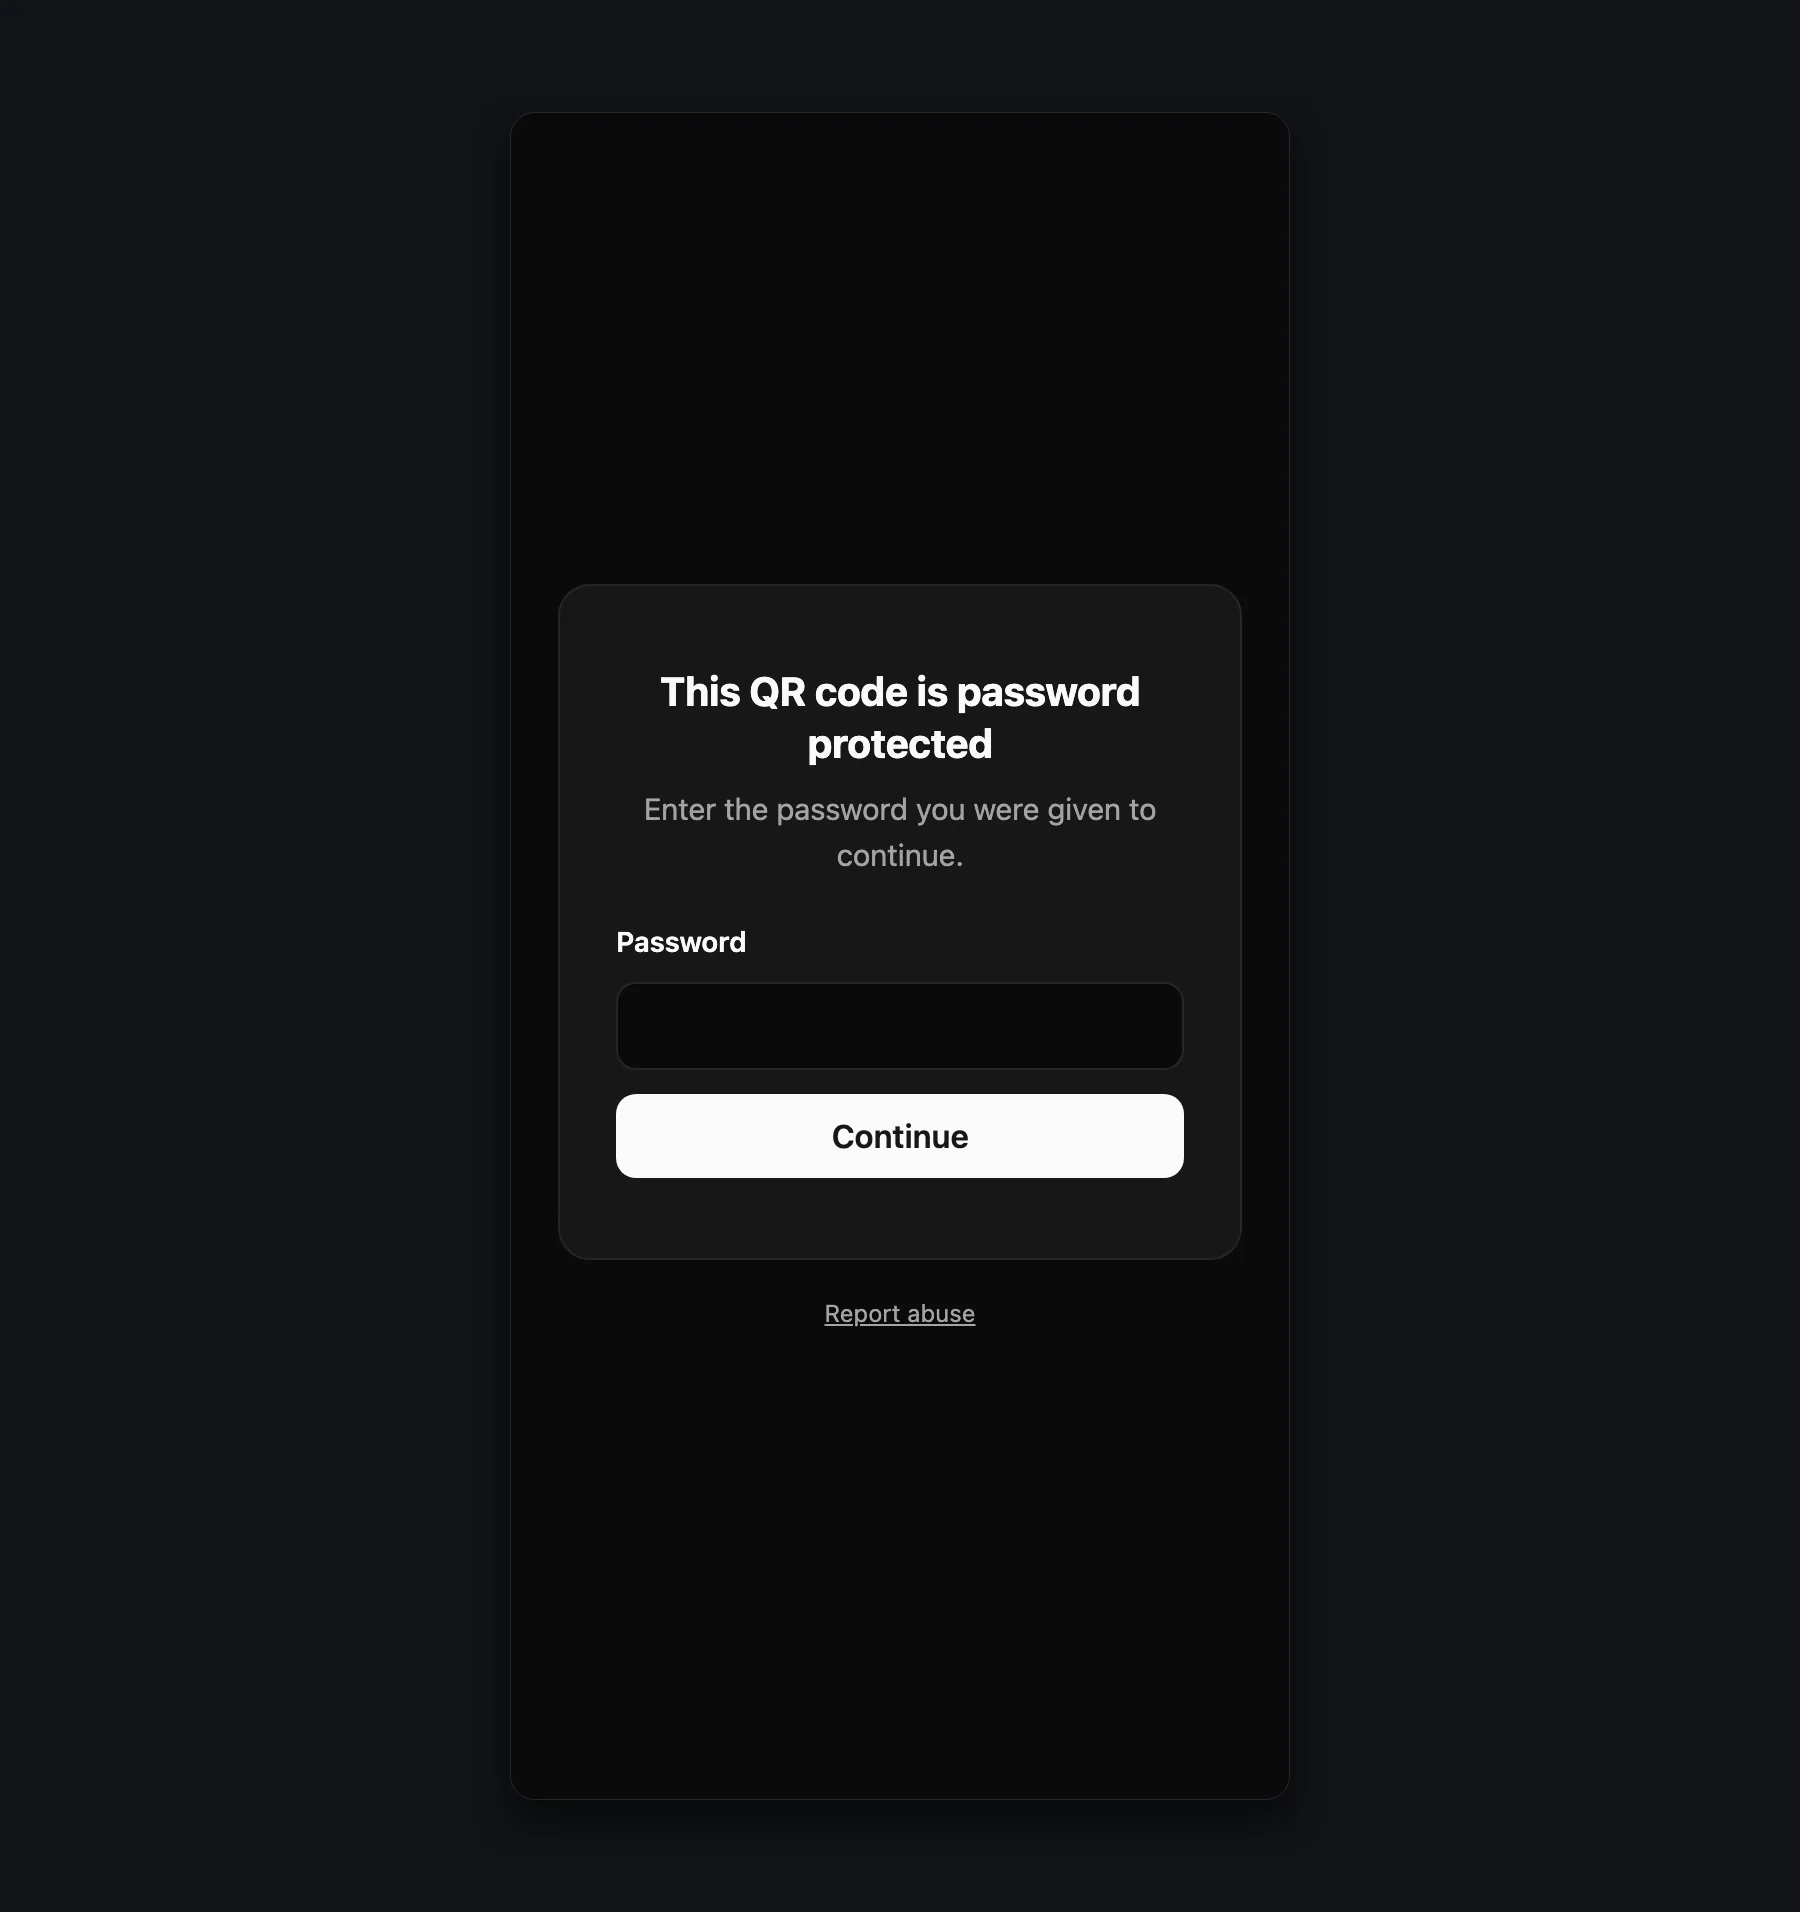 This QR code is password
protected
Enter the password you were given to
continue.
Password
Continue
Report abuse